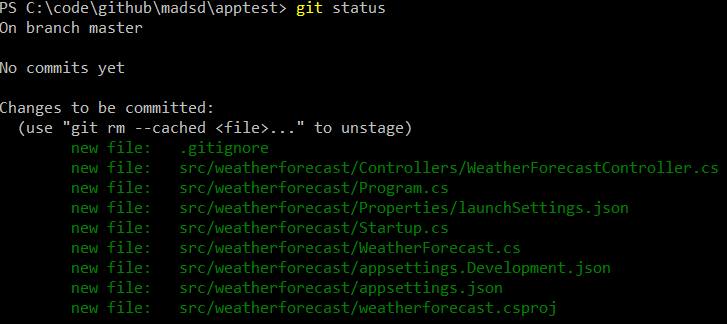 PS C:\code\github\madsd\apptest> git status
On branch master
No commits yet
Changes to be committed:
(use "git rm --cached <file>..." to unstage)
new file: .gitignore
new file: src/weatherforecast/Controllers/WeatherForecastController.cs
new file: src/weatherforecast/Program.cs
new file: src/weatherforecast/Properties/launchSettings.json
new file: src/weatherforecast/Startup.cs
new file: src/weatherforecast/WeatherForecast.cs
new file: src/weatherforecast/appsettings.Development.json
new file: src/weatherforecast/appsettings.json
new file: src/weatherforecast/weatherforecast.csproj